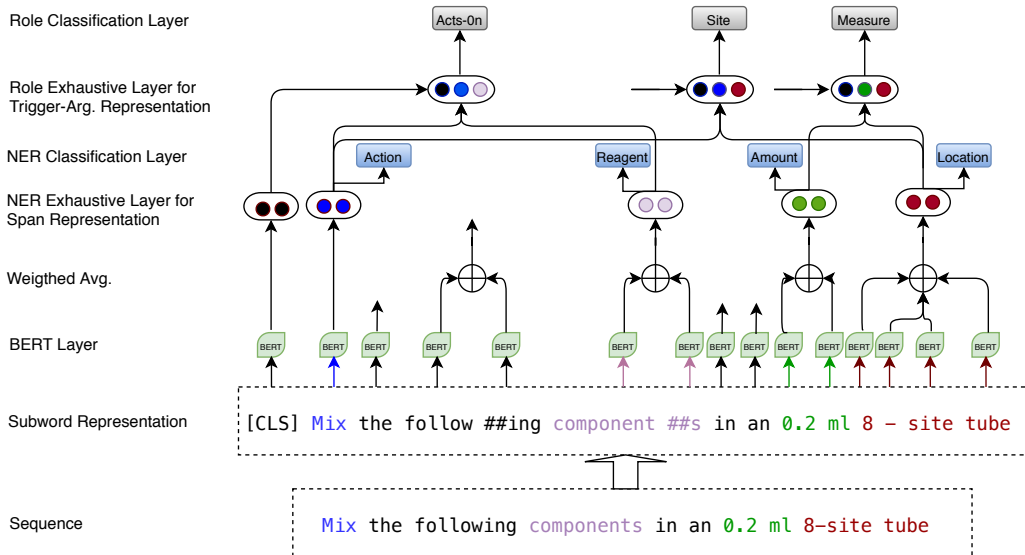 Role Classification Layer
Acts-0n
Site
Measure
Role Exhaustive Layer for
Trigger-Arg. Representation
NER Classification Layer
Action
Reagent
Amount
Location
NER Exhaustive Layer for
Span Representation
Weigthed Avg.
BERT Layer
BERT BERT BERT BERT BERT BERT BERT BERT BERT BERT BERT BERT BERT BERT BERT
Subword Representation
[CLS] Mix the follow ##ing component ##s in an 0.2 ml 8 – site tube
Sequence
Mix the following components in an 0.2 ml 8–site tube